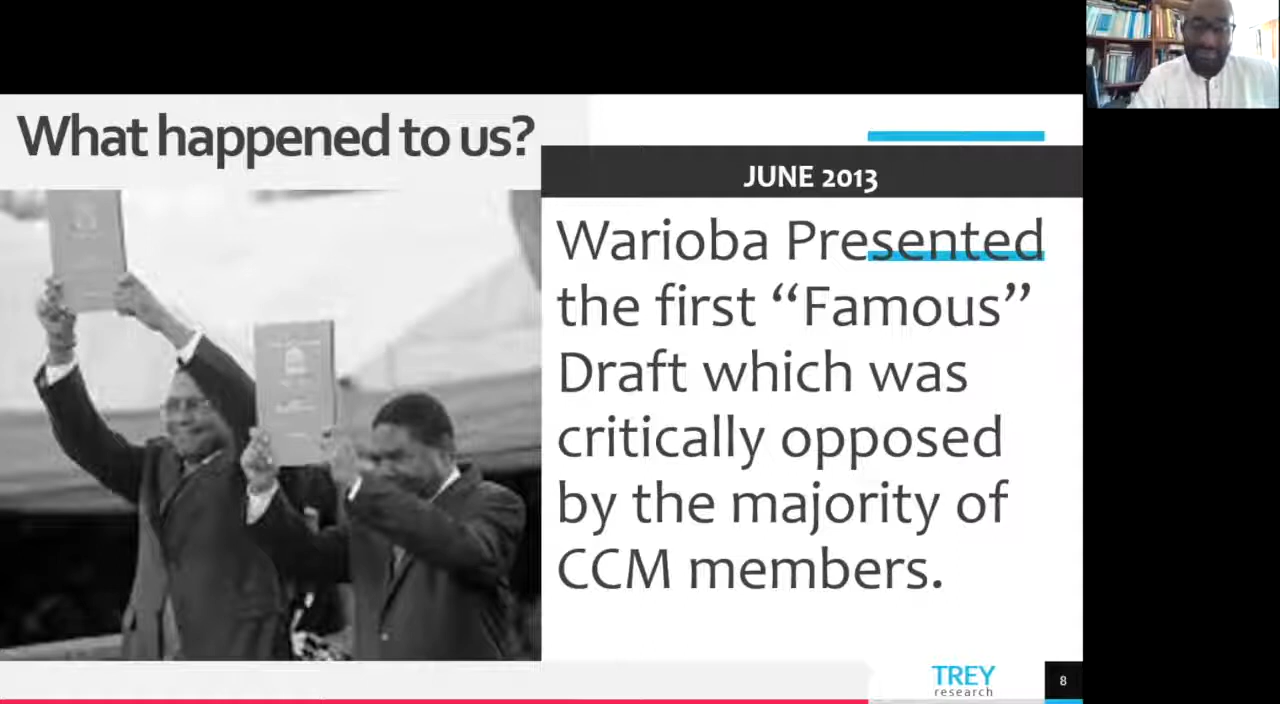 What happened to us?
JUNE 2013
Warioba Presented
the first “Famous”
Draft which was
critically opposed
by the majority of
CCM members.
TREY
research
8